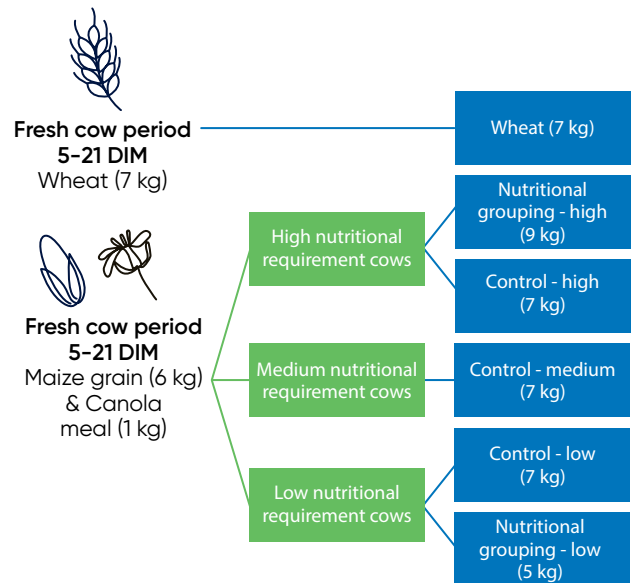 Fresh cow period
5-21 DIM
Wheat (7 kg)
Wheat (7 kg)
Fresh cow period
5-21 DIM
Maize grain (6 kg)
& Canola
meal (1 kg)
High nutritional
requirement cows
Nutritional
grouping - high
(9 kg)
Control - high
(7 kg)
Medium nutritional
requirement cows
Control - medium
(7 kg)
Low nutritional
requirement cows
Control - low
(7 kg)
Nutritional
grouping - low
(5 kg)